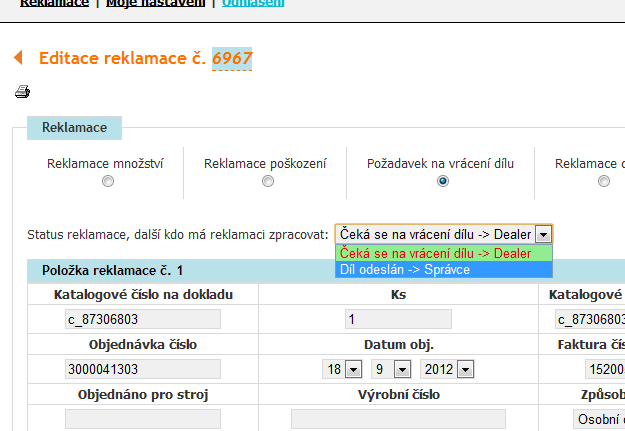 Reklamace | Moje nastavení | Odhlášení
Editace reklamace č. 6967
Reklamace
Reklamace množství Reklamace poškození Požadavek na vrácení dílu Reklamace
Status reklamace, další kdo má reklamaci zpracovat: Čeká se na vrácení dílu -> Dealer
Čeká se na vrácení dílu -> Dealer
Díl odeslán -> Správce
Položka reklamace č. 1
Katalogové číslo na dokladu Ks Katalogové
c_87306803 1 c_87306803
Objednávka číslo Datum obj. Faktura čís
3000041303 18 9 2012 15200
Objednáno pro stroj Výrobní číslo Způso
Osobní